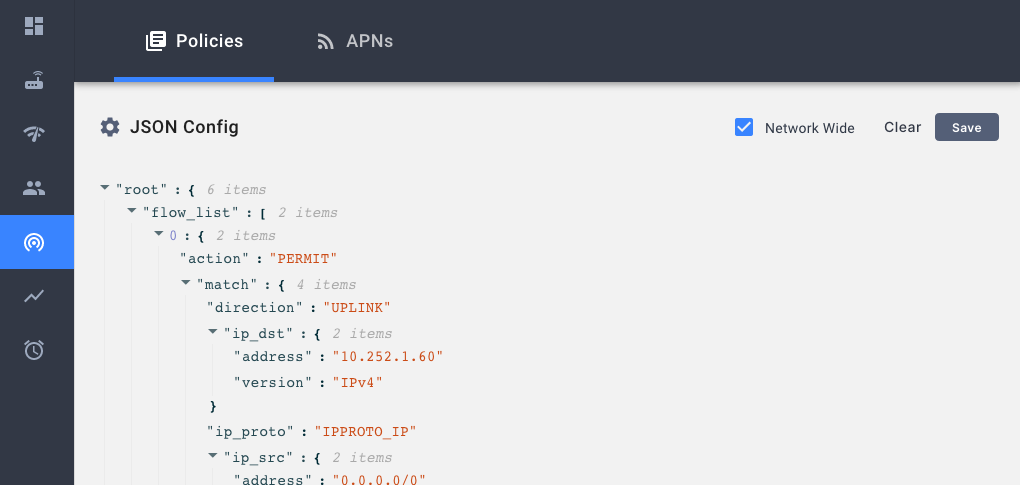 Policies APNs
JSON Config Network Wide Clear Save
"root" : { 6 items
"flow_list" : [ 2 items
0 : { 2 items
"action" : "PERMIT"
"match" : { 4 items
"direction" : "UPLINK"
"ip_dst" : { 2 items
"address" : "10.252.1.60"
"version" : "IPv4"
}
"ip_proto" : "IPPROTO_IP"
"ip_src" : { 2 items
"address" : "0.0.0.0/0"